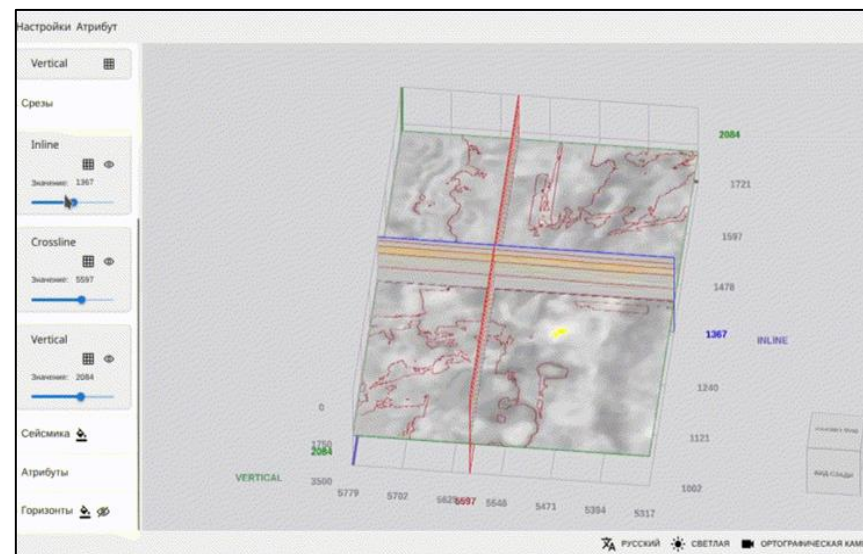 Настройки Атрибут
Vertical
Срезы
Inline
Значение: 1367
Crossline
Значение: 5597
Vertical
Значение: 2084
Сейсмика
Атрибуты
Горизонты
2084
1721
1597
1478
1367 INLINE
1240
1121
1002
0
1750
2084
3500
VERTICAL
5779 5702 5597 5471 5394 5317
РУССКИЙ СВЕТЛАЯ ОРТОГРАФИЧЕСКАЯ КАМ